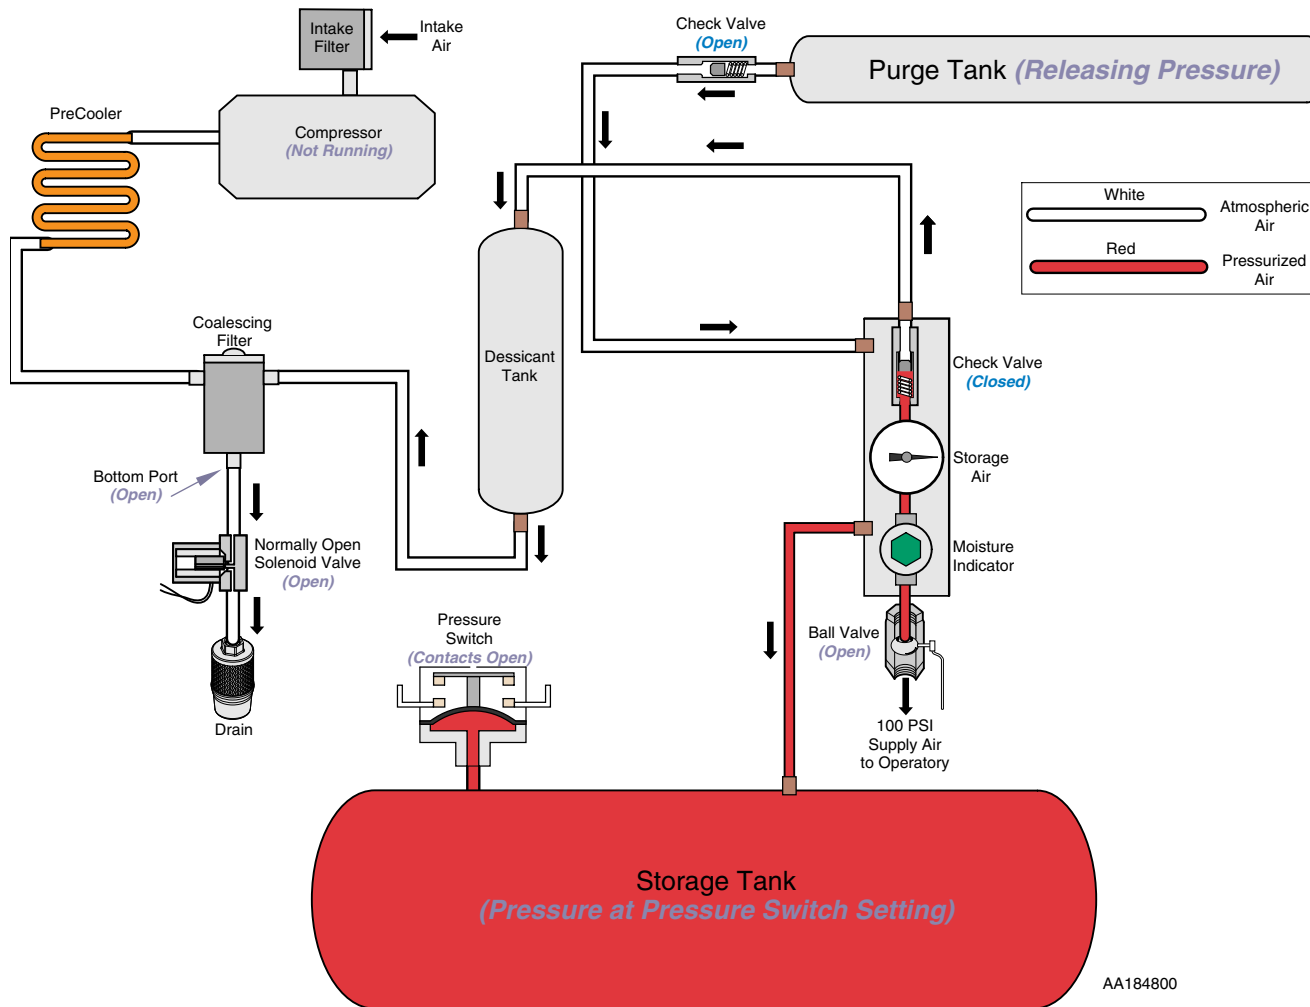 Intake
Filter
Intake
Air
Check Valve
(Open)
Purge Tank (Releasing Pressure)
PreCooler
Compressor
(Not Running)
White
Atmospheric
Air
Red
Pressurized
Air
Coalescing
Filter
Dessicant
Tank
Check Valve
(Closed)
Storage
Air
Bottom Port
(Open)
Normally Open
Solenoid Valve
(Open)
Moisture
Indicator
Pressure
Switch
(Contacts Open)
Ball Valve
(Open)
Drain
100 PSI
Supply Air
to Operatory
Storage Tank
(Pressure at Pressure Switch Setting)
AA184800